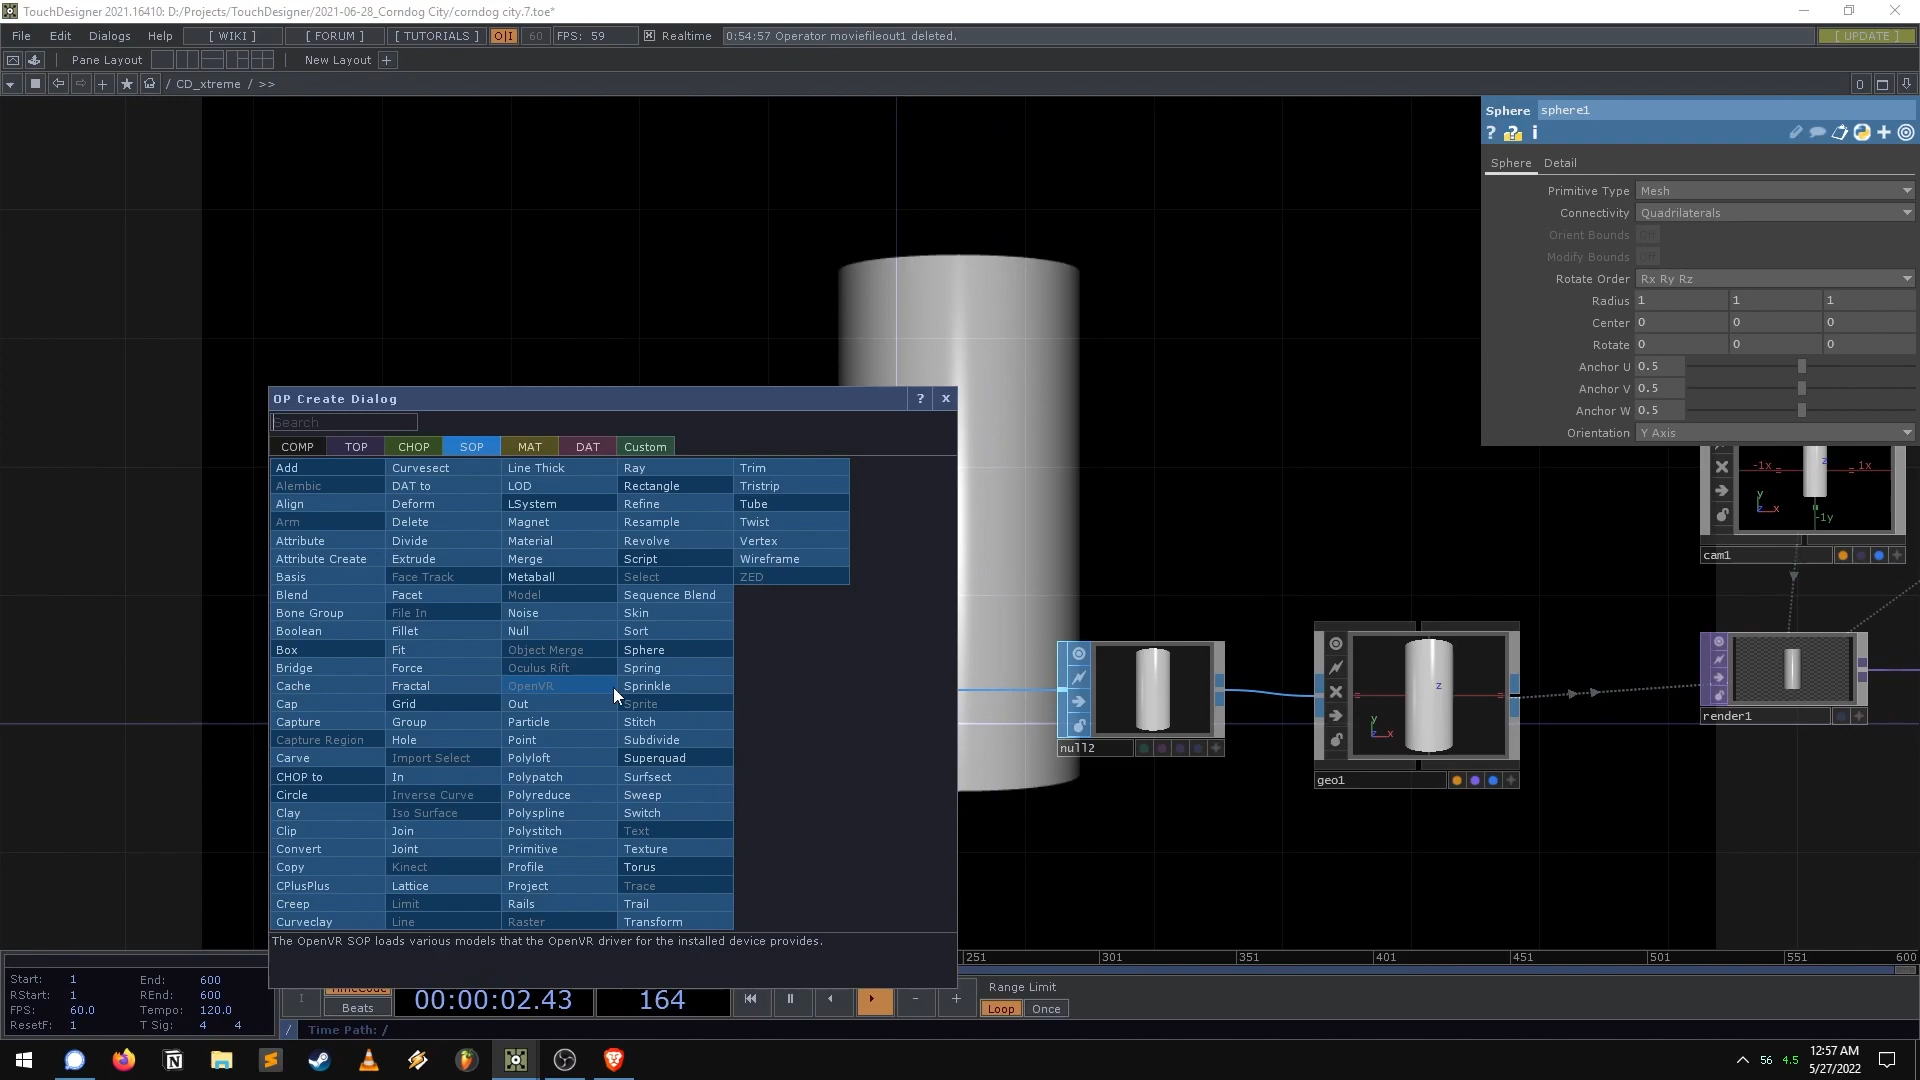 TouchDesigner 2021.16410: D:/Projects/TouchDesigner/2021-06-28_Corndog City/corndog city.7.toe*
File Edit Dialogs Help [ WIKI ] [ FORUM ] [ TUTORIALS ] O|I 60 FPS: 59 Realtime 0:54:57 Operator moviefileout1 deleted. [ UPDATE ]
Pane Layout New Layout +
/ CD_xtreme / >> 0
Sphere sphere1
? i
Sphere Detail
Primitive Type Mesh
Connectivity Quadrilaterals
Orient Bounds Off
Modify Bounds Off
Rotate Order Rx Ry Rz
Radius 1 1 1
Center 0 0 0
Rotate 0 0 0
Anchor U 0.5
Anchor V 0.5
Anchor W 0.5
Orientation Y Axis
OP Create Dialog ? x
Search
COMP TOP CHOP SOP MAT DAT Custom
Add Curvesect Line Thick Ray Trim
Alembic DAT to LOD Rectangle Tristrip
Align Deform LSystem Refine Tube
Arm Delete Magnet Resample Twist
Attribute Divide Material Revolve Vertex
Attribute Create Extrude Merge Script Wireframe
Basis Face Track Metaball Select ZED
Blend Facet Model Sequence Blend
Bone Group File In Noise Skin
Boolean Fillet Null Sort
Box Fit Object Merge Sphere
Bridge Force Oculus Rift Spring
Cache Fractal OpenVR Sprinkle
Cap Grid Out Sprite
Capture Group Particle Stitch
Capture Region Hole Point Subdivide
Carve Import Select Polyloft Superquad
CHOP to In Polypatch Surfsect
Circle Inverse Curve Polyreduce Sweep
Clay Iso Surface Polyspline Switch
Clip Join Polystitch Text
Convert Joint Primitive Texture
Copy Kinect Profile Torus
CPlusPlus Lattice Project Trace
Creep Limit Rails Trail
Curveclay Line Raster Transform
The OpenVR SOP loads various models that the OpenVR driver for the installed device provides.
-1x 1x
z
y
x
-1y
cam1
null2
z
y
x
geo1
render1
251 301 351 401 451 501 551 600
Start: 1 End: 600
RStart: 1 REnd: 600
FPS: 60.0 Tempo: 120.0
ResetF: 1 T Sig: 4 4
I TimeCode
Beats
00:00:02.43 164 - +
Range Limit
Loop Once
/ Time Path: /
56 4.5 12:57 AM
5/27/2022